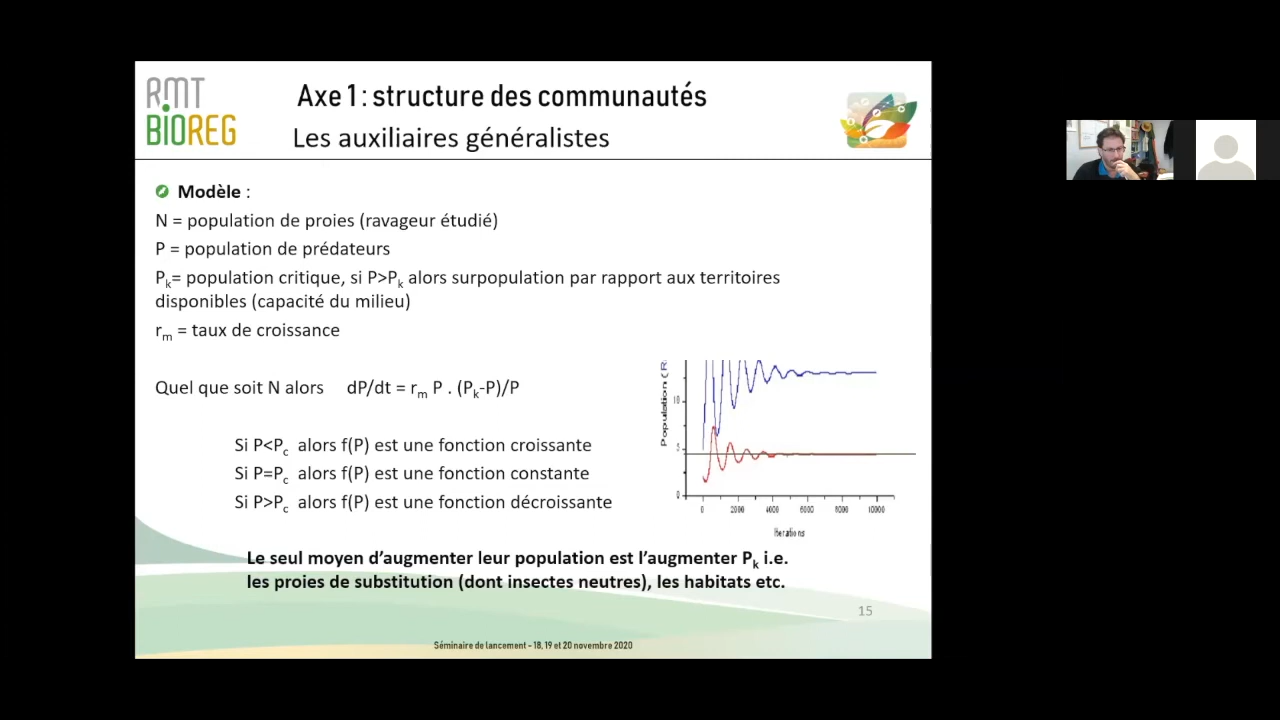 RMT
BIOREG
Axe 1 : structure des communautés
Les auxiliaires généralistes
Modèle :
N = population de proies (ravageur étudié)
P = population de prédateurs
Pk= population critique, si P>Pk alors surpopulation par rapport aux territoires
disponibles (capacité du milieu)
rm = taux de croissance
Quel que soit N alors dP/dt = rm P . (Pk-P)/P
Si P<Pc alors f(P) est une fonction croissante
Si P=Pc alors f(P) est une fonction constante
Si P>Pc alors f(P) est une fonction décroissante
Population (R
10
5
0
0 2000 4000 6000 8000 10000
Iterations
Le seul moyen d'augmenter leur population est l'augmenter Pk i.e.
les proies de substitution (dont insectes neutres), les habitats etc.
15
Séminaire de lancement - 18, 19 et 20 novembre 2020